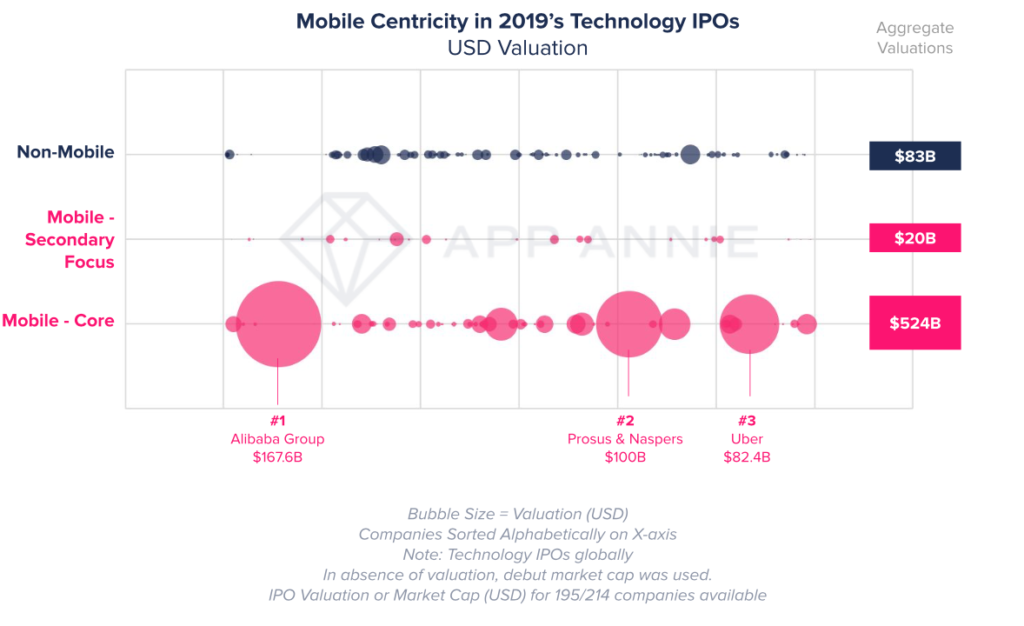 Mobile Centricity in 2019’s Technology IPOs
USD Valuation
Aggregate
Valuations
Non-Mobile
$83B
Mobile -
Secondary
Focus
APP ANNIE
$20B
Mobile - Core
$524B
#1
Alibaba Group
$167.6B
#2
Prosus & Naspers
$100B
#3
Uber
$82.4B
Bubble Size = Valuation (USD)
Companies Sorted Alphabetically on X-axis
Note: Technology IPOs globally
In absence of valuation, debut market cap was used.
IPO Valuation or Market Cap (USD) for 195/214 companies available